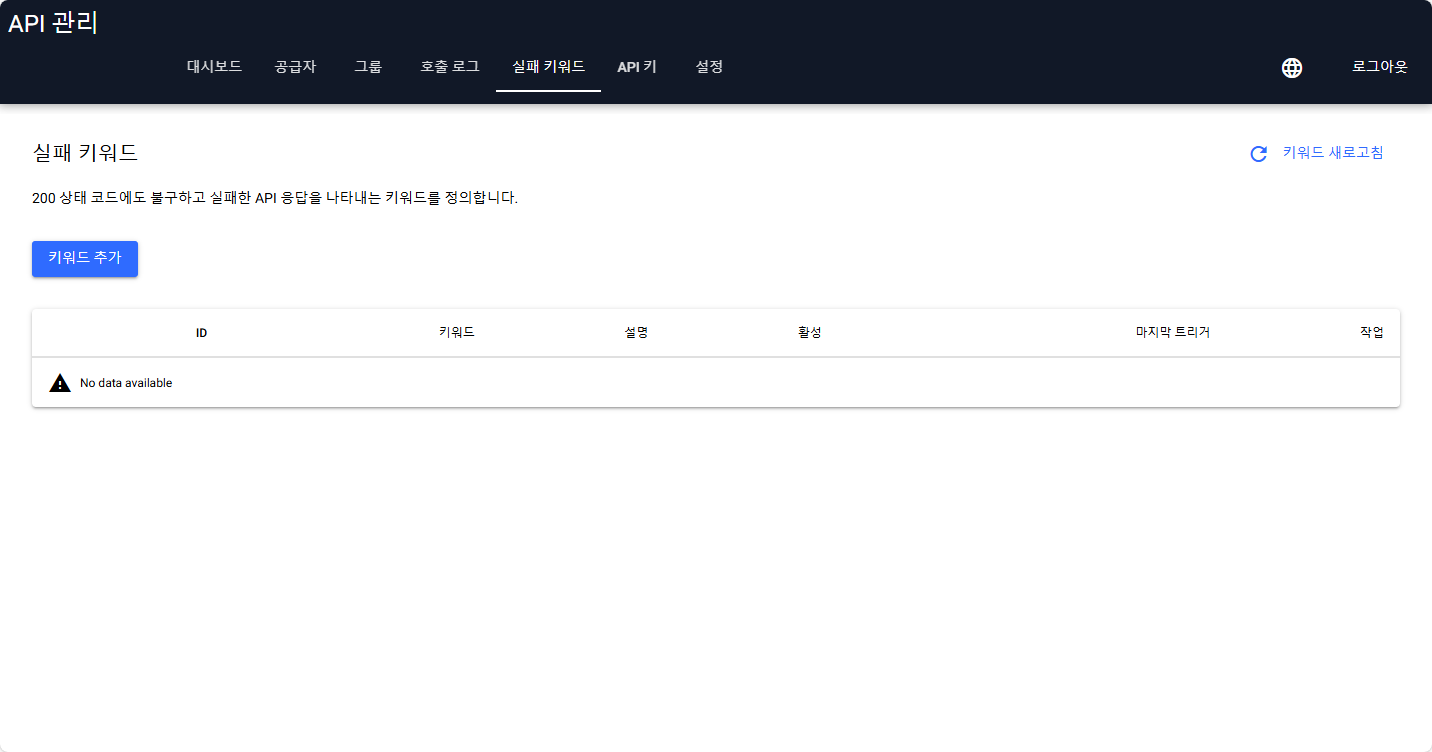 API 관리
대시보드 공급자 그룹 호출 로그 실패 키워드 API 키 설정 로그아웃
실패 키워드 키워드 새로고침
200 상태 코드에도 불구하고 실패한 API 응답을 나타내는 키워드를 정의합니다.
키워드 추가
ID 키워드 설명 활성 마지막 트리거 작업
No data available